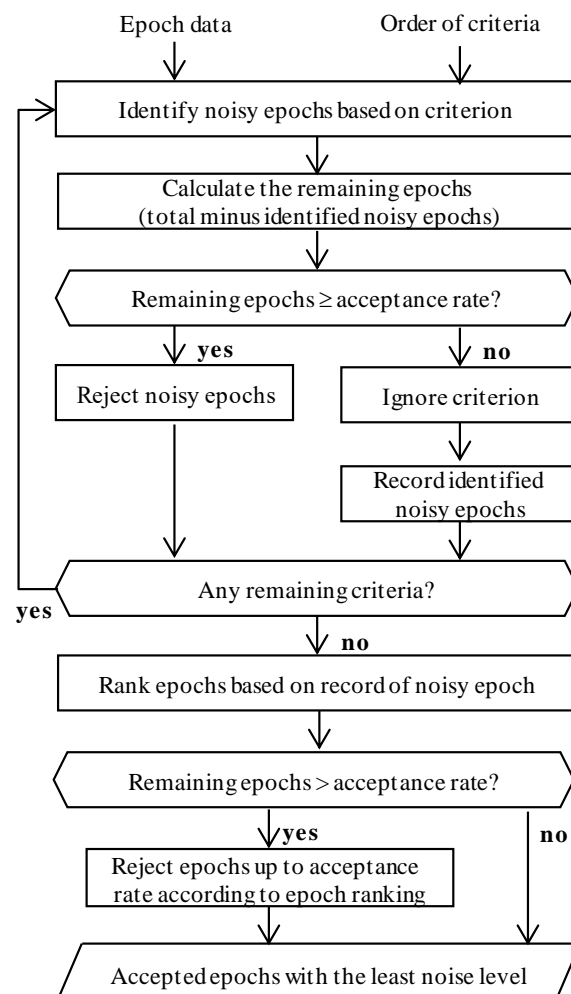 Epoch data
Order of criteria
Identify noisy epochs based on criterion
Calculate the remaining epochs
(total minus identified noisy epochs)
Remaining epochs ≥ acceptance rate?
yes
no
Reject noisy epochs
Ignore criterion
Record identified
noisy epochs
Any remaining criteria?
yes
no
Rank epochs based on record of noisy epoch
Remaining epochs > acceptance rate?
yes
no
Reject epochs up to acceptance
rate according to epoch ranking
Accepted epochs with the least noise level